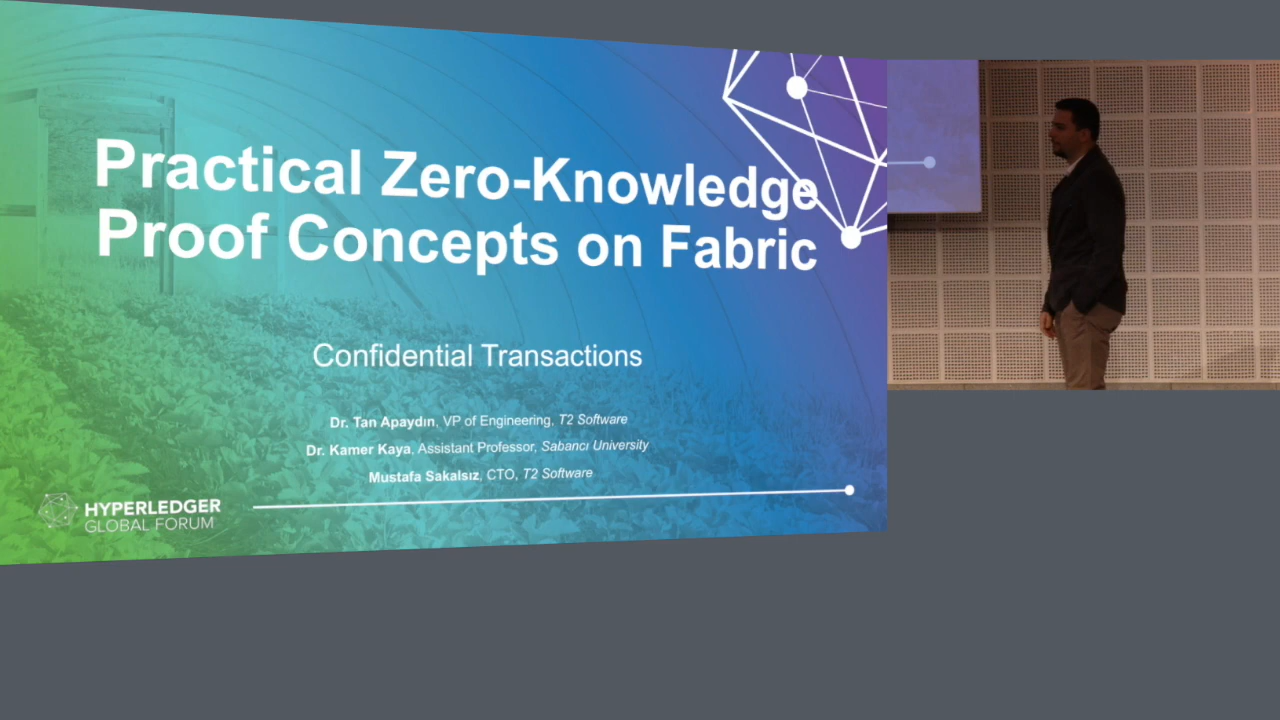 Practical Zero-Knowledge
Proof Concepts on Fabric
Confidential Transactions
Dr. Tan Apaydın, VP of Engineering, T2 Software
Dr. Kamer Kaya, Assistant Professor, Sabancı University
Mustafa Sakalsız, CTO, T2 Software
HYPERLEDGER
GLOBAL FORUM